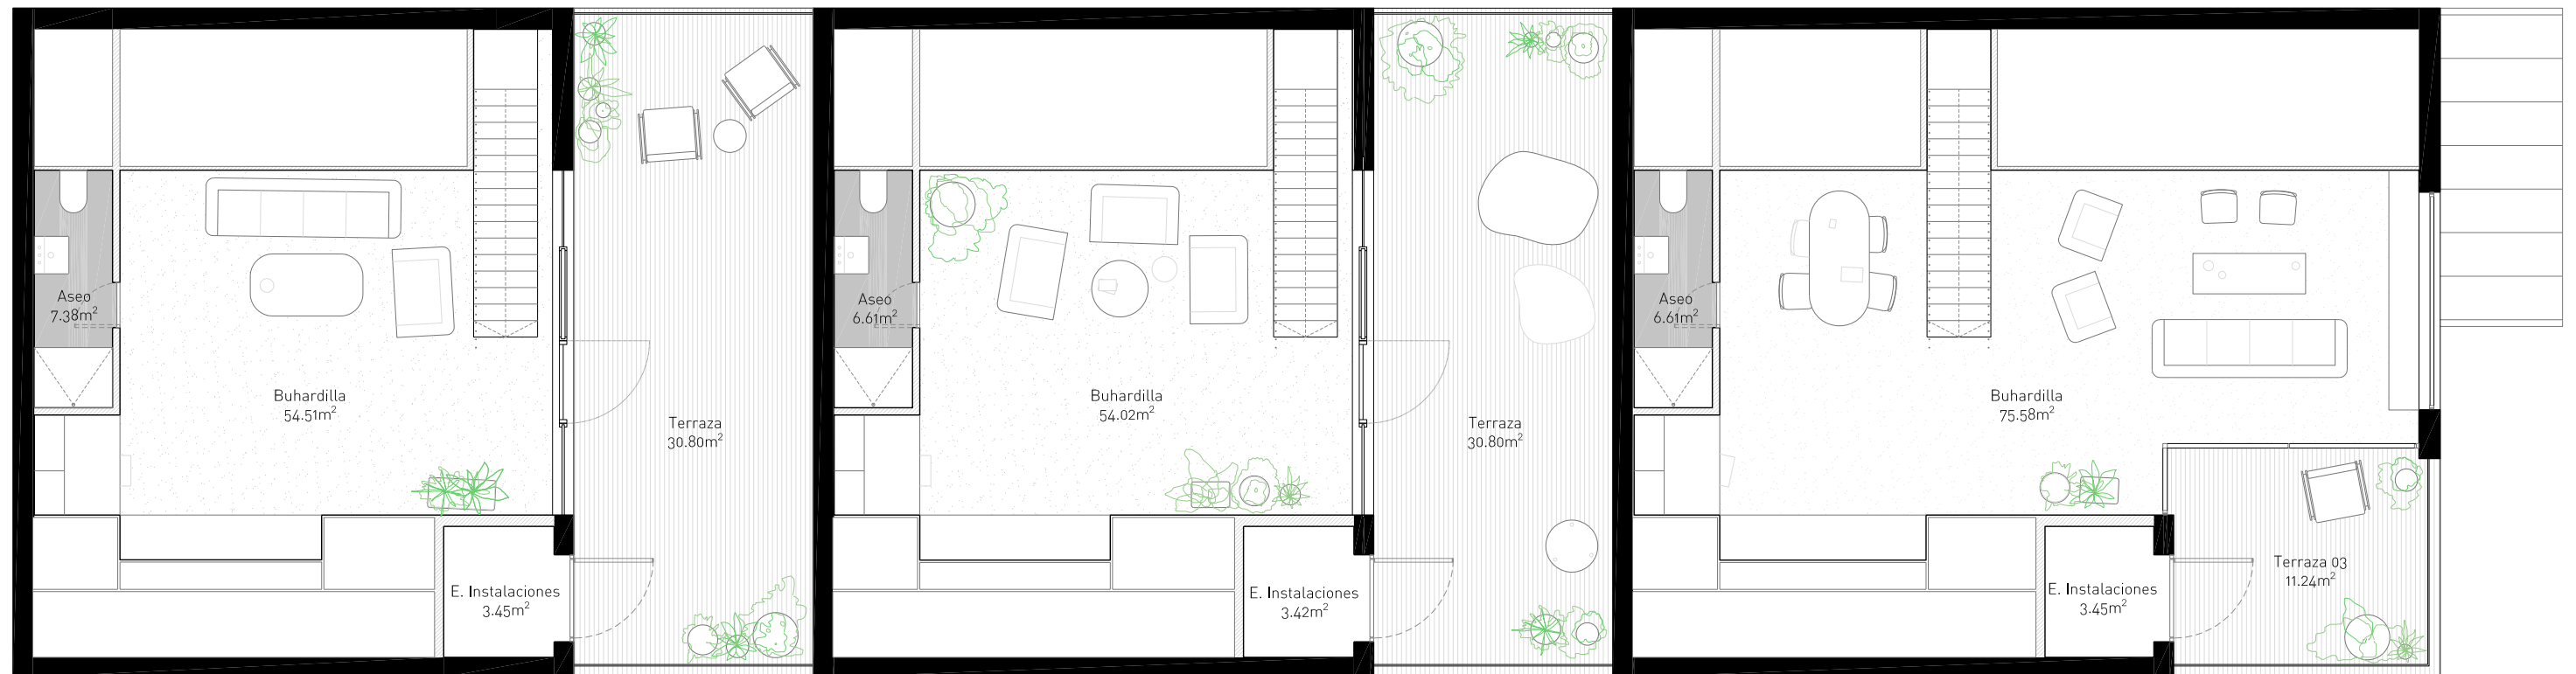 Aseo
7.38m²
Buhardilla
54.51m²
Terraza
30.80m²
E. Instalaciones
3.45m²
Aseo
6.61m²
Buhardilla
54.02m²
Terraza
30.80m²
E. Instalaciones
3.42m²
Aseo
6.61m²
Buhardilla
75.58m²
Terraza 03
11.24m²
E. Instalaciones
3.45m²